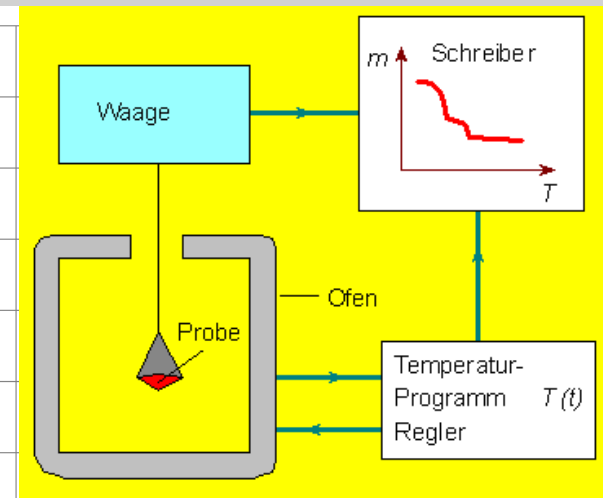 Schreiber
m
T
Waage
Ofen
Probe
Temperatur-
Programm T (t)
Regler